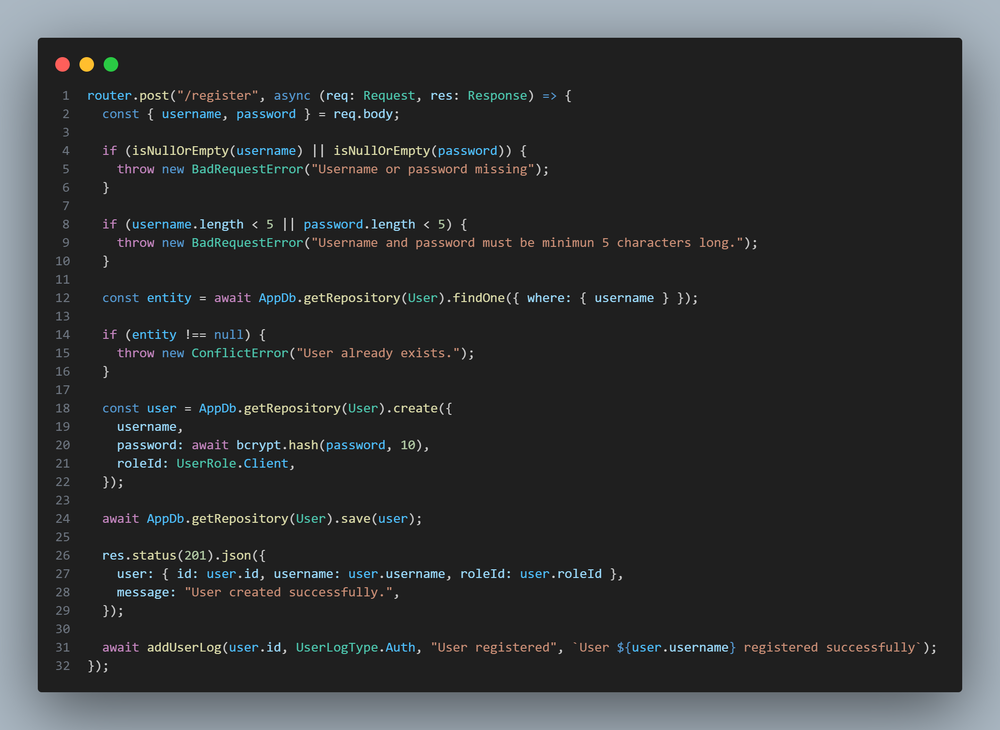 1 router.post("/register", async (req: Request, res: Response) => {
2   const { username, password } = req.body;
3
4   if (isNullOrEmpty(username) || isNullOrEmpty(password)) {
5     throw new BadRequestError("Username or password missing");
6   }
7
8   if (username.length < 5 || password.length < 5) {
9     throw new BadRequestError("Username and password must be minimun 5 characters long.");
10   }
11
12   const entity = await AppDb.getRepository(User).findOne({ where: { username } });
13
14   if (entity !== null) {
15     throw new ConflictError("User already exists.");
16   }
17
18   const user = AppDb.getRepository(User).create({
19     username,
20     password: await bcrypt.hash(password, 10),
21     roleId: UserRole.Client,
22   });
23
24   await AppDb.getRepository(User).save(user);
25
26   res.status(201).json({
27     user: { id: user.id, username: user.username, roleId: user.roleId },
28     message: "User created successfully.",
29   });
30
31   await addUserLog(user.id, UserLogType.Auth, "User registered", `User ${user.username} registered successfully`);
32 });